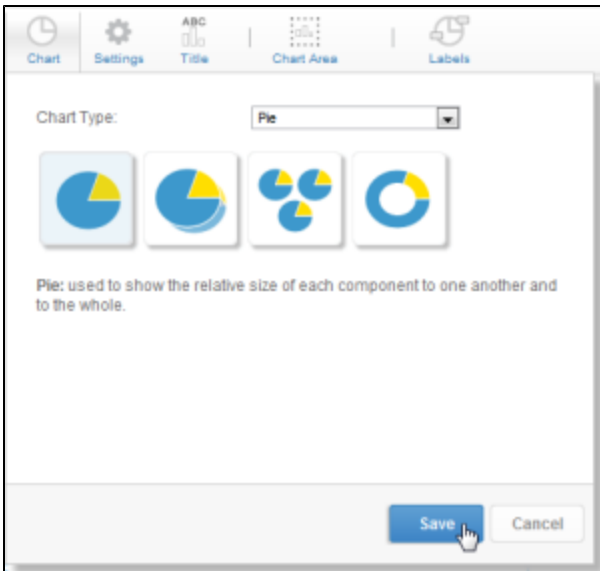 ABC
Chart Settings Title Chart Area Labels
Chart Type: Pie
Pie: used to show the relative size of each component to one another and
to the whole.
Save Cancel